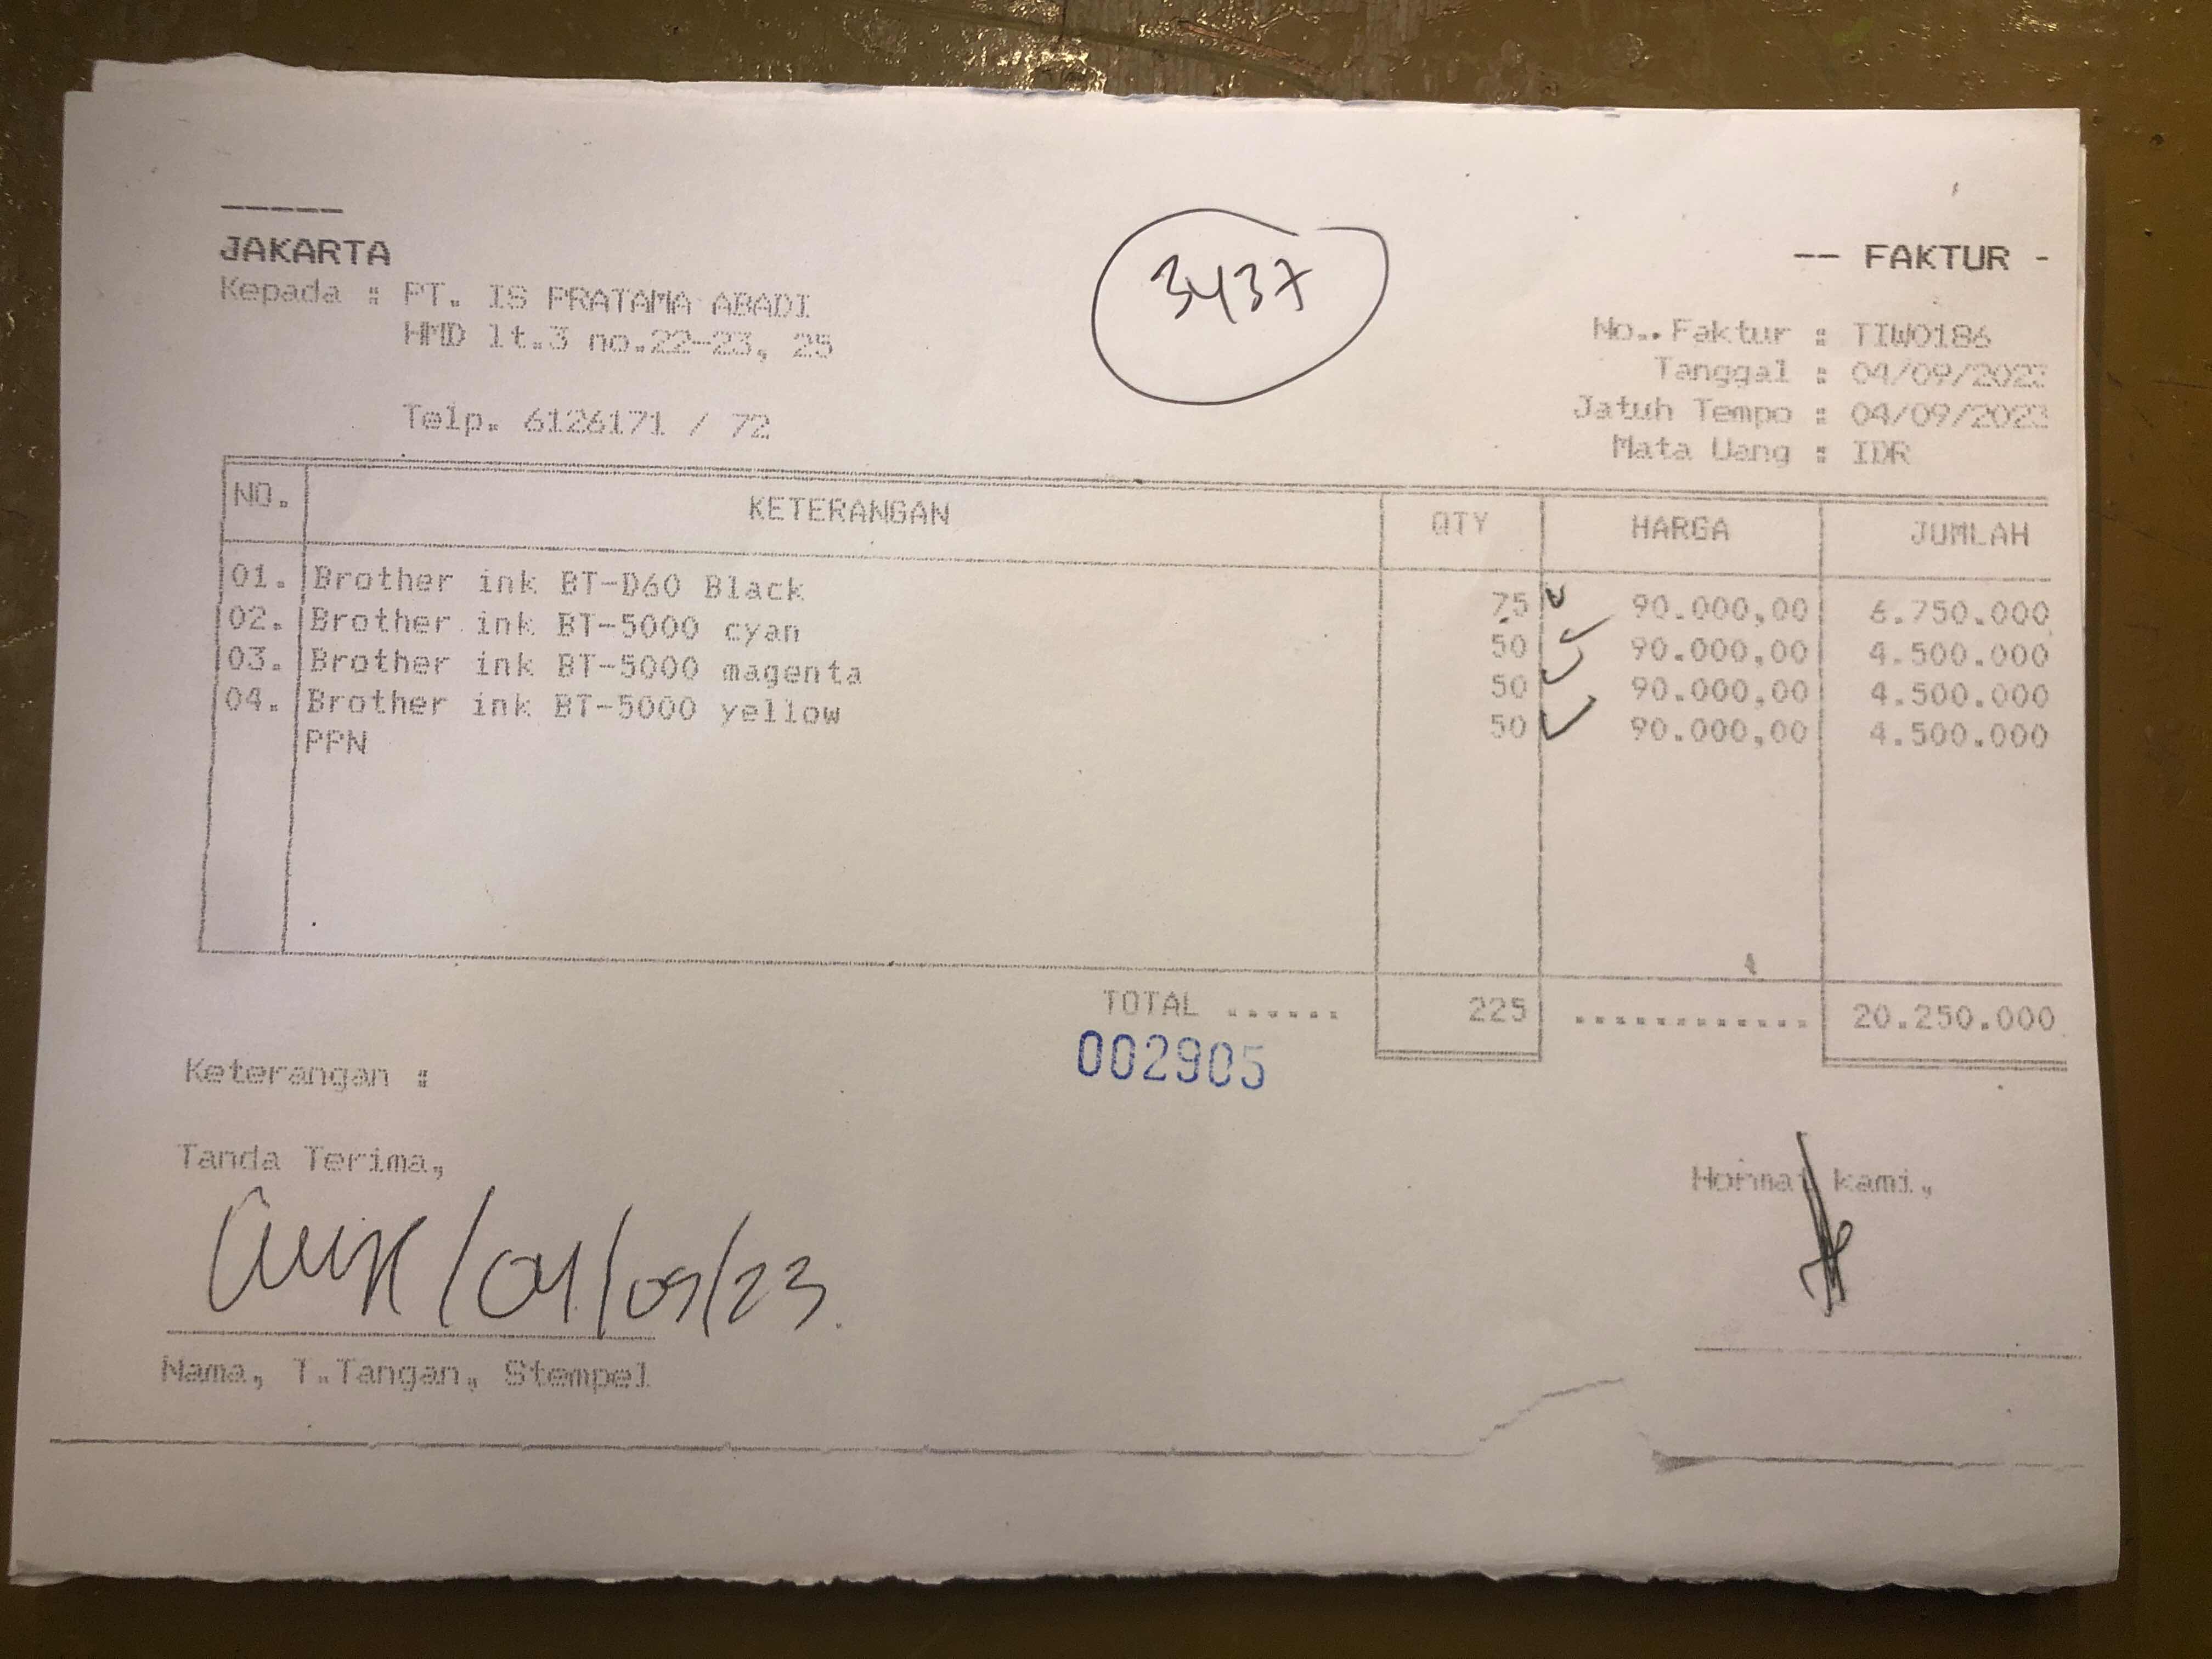 JAKARTA
-- FAKTUR -
3437
Kepada : PT. IS PRATAMA ABADI
HMD lt.3 no.22-23, 25
Telp. 6126171 / 72
No..Faktur : TIW0186
Tanggal : 04/09/2023
Jatuh Tempo : 04/09/2023
Mata Uang : IDR
NO. KETERANGAN QTY HARGA JUMLAH
01. Brother ink BT-D60 Black 75 90.000,00 6.750.000
02. Brother ink BT-5000 cyan 50 90.000,00 4.500.000
03. Brother ink BT-5000 magenta 50 90.000,00 4.500.000
04. Brother ink BT-5000 yellow 50 90.000,00 4.500.000
PPN
TOTAL ...... 225 ............ 20.250.000
002905
Keterangan :
Tanda Terima,
Hormat kami,
/04/09/23.
Nama, T.Tangan, Stempel